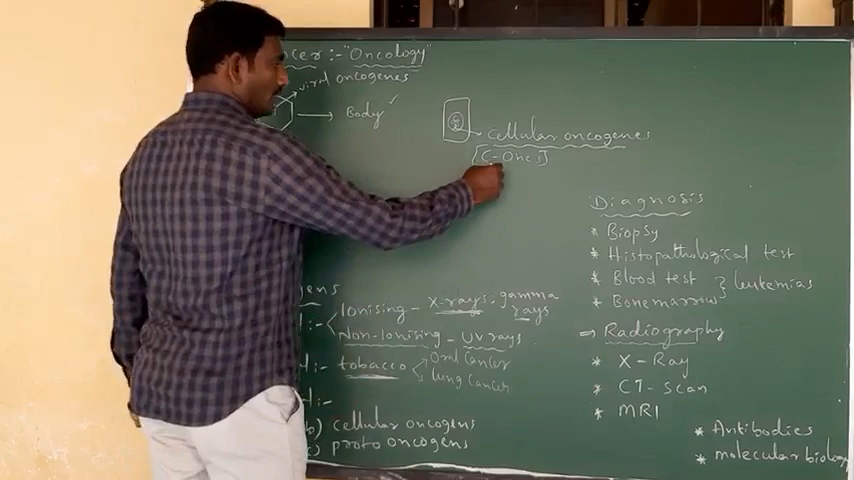 ncer :- "Oncology"
viral oncogenes
Body ✓
cellular oncogenes
[C-Oncs]
Diagnosis
* Biopsy
* Histopathological test
* Blood test } leukemias
* Bonemarrow
=> Radiography
* X-Ray
* CT-Scan
* MRI
* Antibodies
* molecular biology
gens
:- Ionising - X-rays, gamma rays
Non-Ionising - UV rays
:- tobacco
Oral Cancer
Lung Cancer
:-
b) cellular oncogens
c) proto oncogens